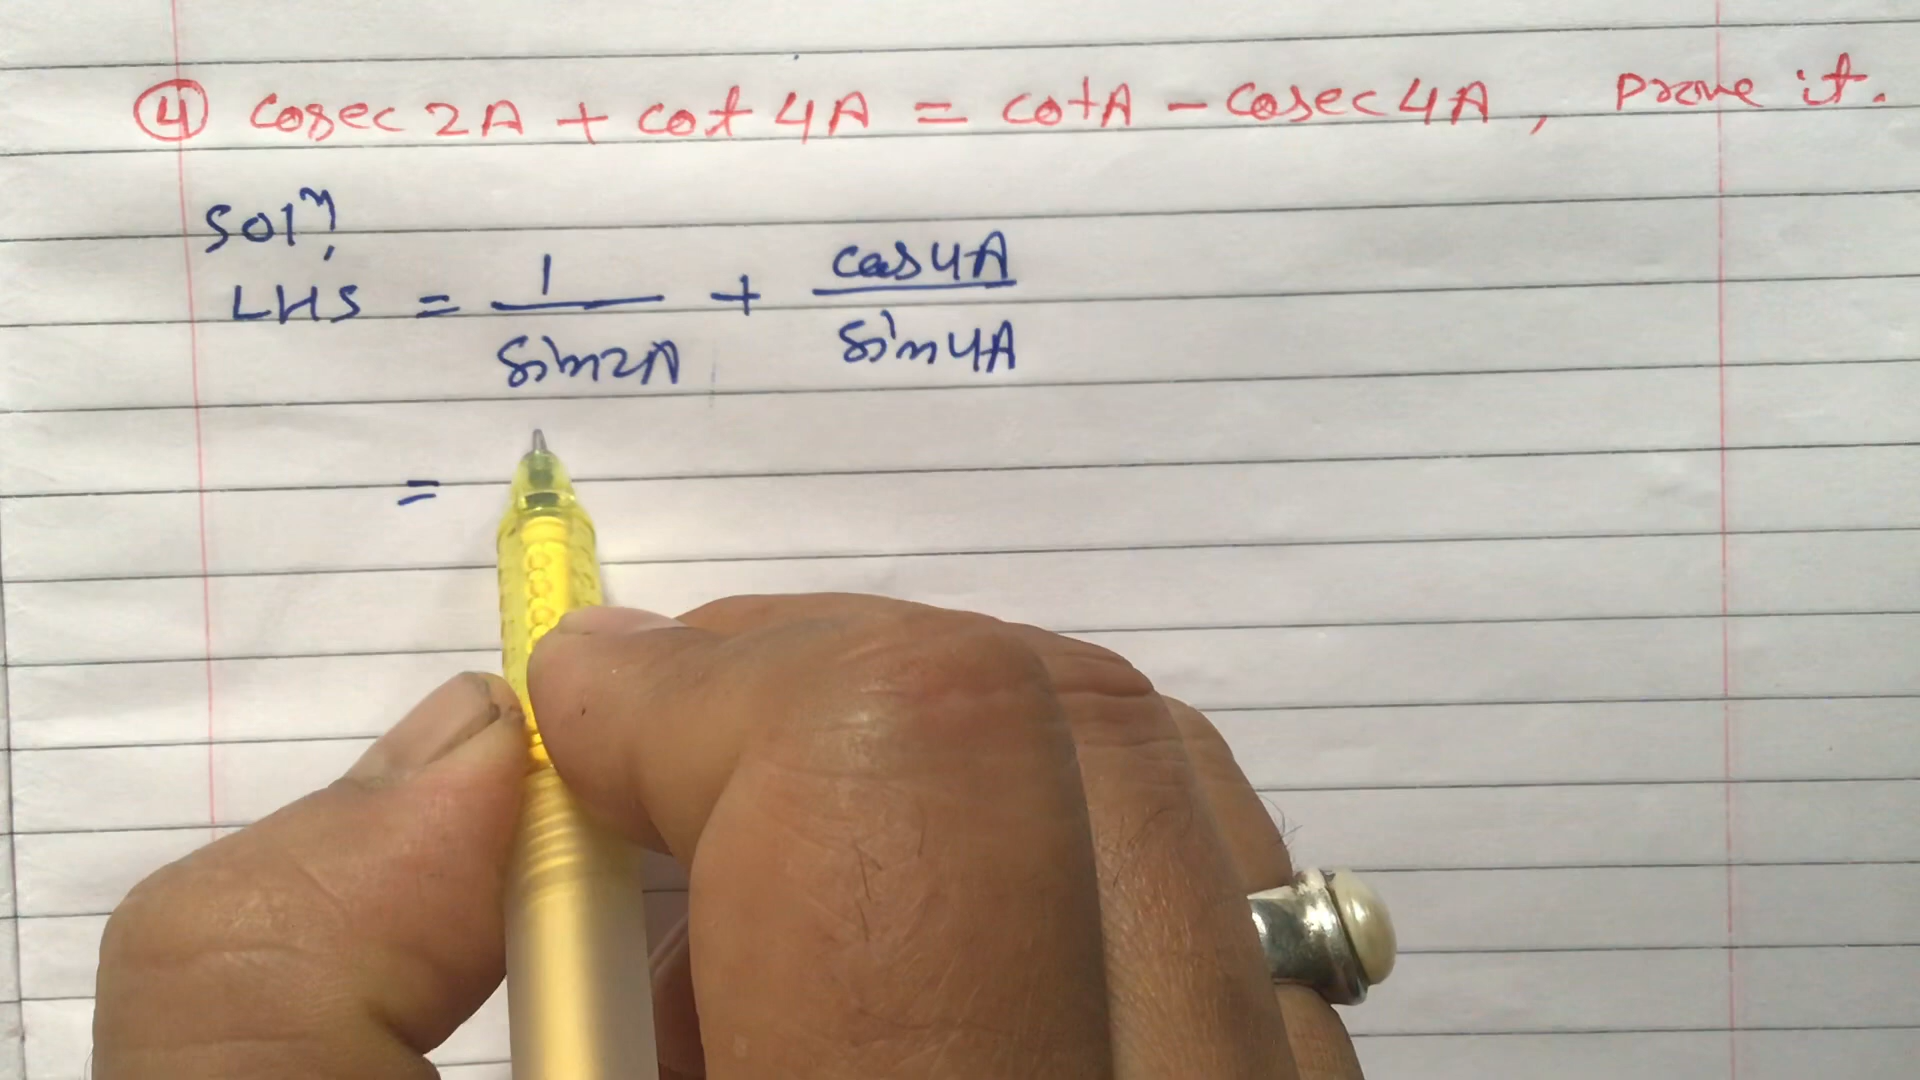 ④ cosec 2A + cot 4A = cotA - cosec 4A, prove it.
Solⁿ,
LHS = 1/sin2A + cos4A/sin4A
=